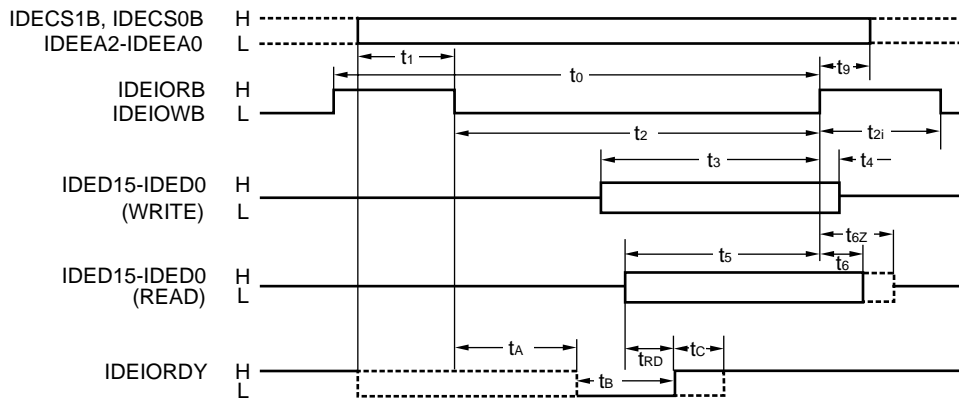 IDECS1B, IDECS0B H
IDEEA2-IDEEA0 L
t1
t0
t9
IDEIORB H
IDEIOWB L
t2
t2i
t3
t4
IDED15-IDED0 H
(WRITE) L
t6Z
t5
t6
IDED15-IDED0 H
(READ) L
tA
tRD
tC
IDEIORDY H
L
tB